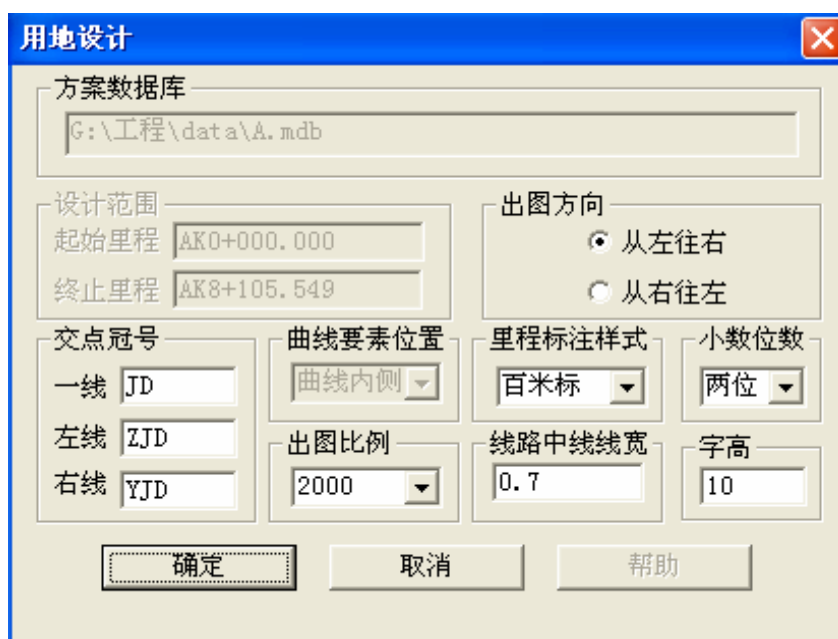 用地设计
方案数据库
G:\工程\data\A.mdb
设计范围
起始里程 AK0+000.000
终止里程 AK8+105.549
出图方向
从左往右
从右往左
交点冠号
一线 JD
左线 ZJD
右线 YJD
曲线要素位置
曲线内侧
里程标注样式
百米标
小数位数
两位
出图比例
2000
线路中线线宽
0.7
字高
10
确定 取消 帮助